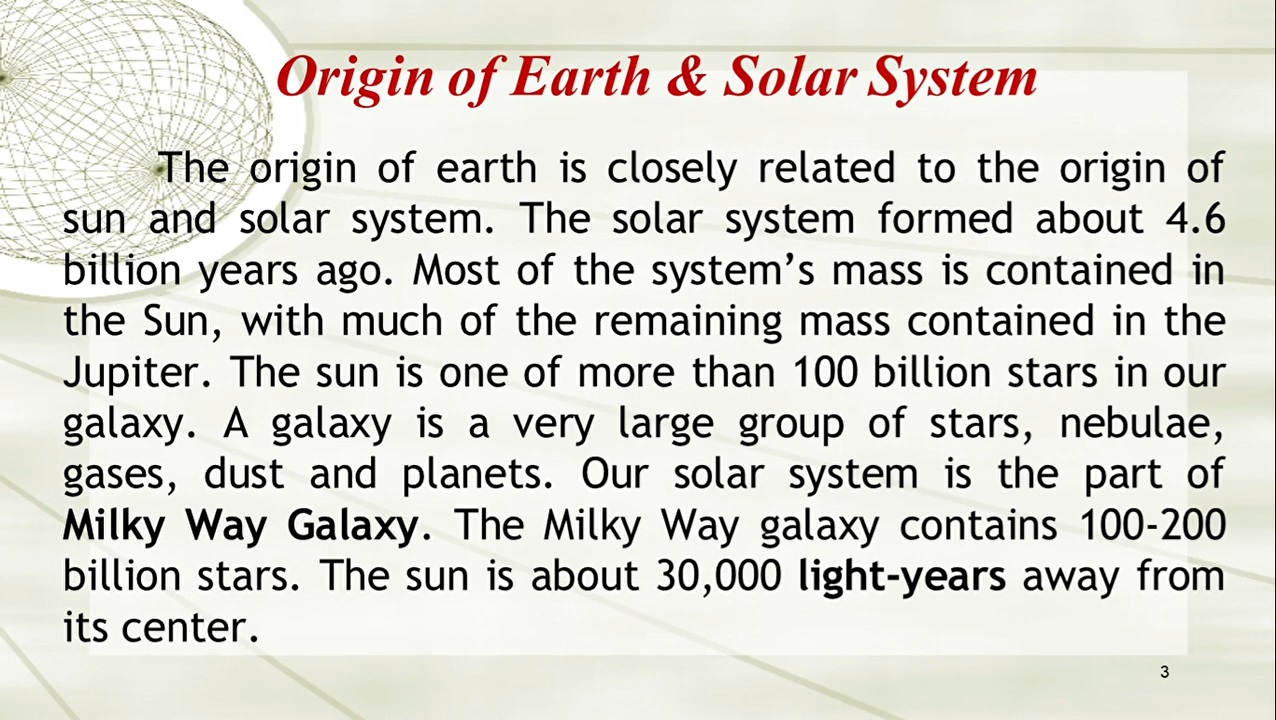 Origin of Earth & Solar System
The origin of earth is closely related to the origin of
sun and solar system. The solar system formed about 4.6
billion years ago. Most of the system’s mass is contained in
the Sun, with much of the remaining mass contained in the
Jupiter. The sun is one of more than 100 billion stars in our
galaxy. A galaxy is a very large group of stars, nebulae,
gases, dust and planets. Our solar system is the part of
Milky Way Galaxy. The Milky Way galaxy contains 100-200
billion stars. The sun is about 30,000 light-years away from
its center.
3